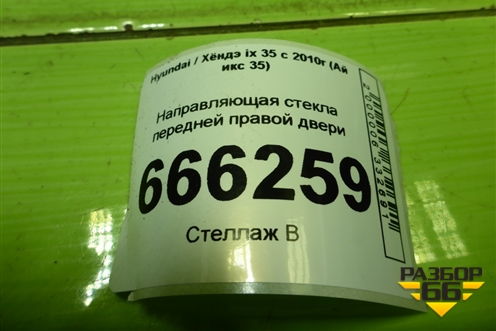 Hyundai / Хёндэ ix 35 с 2010г (Ай
икс 35)
Направляющая стекла
передней правой двери
666259
Стеллаж В
РАЗБОР
66